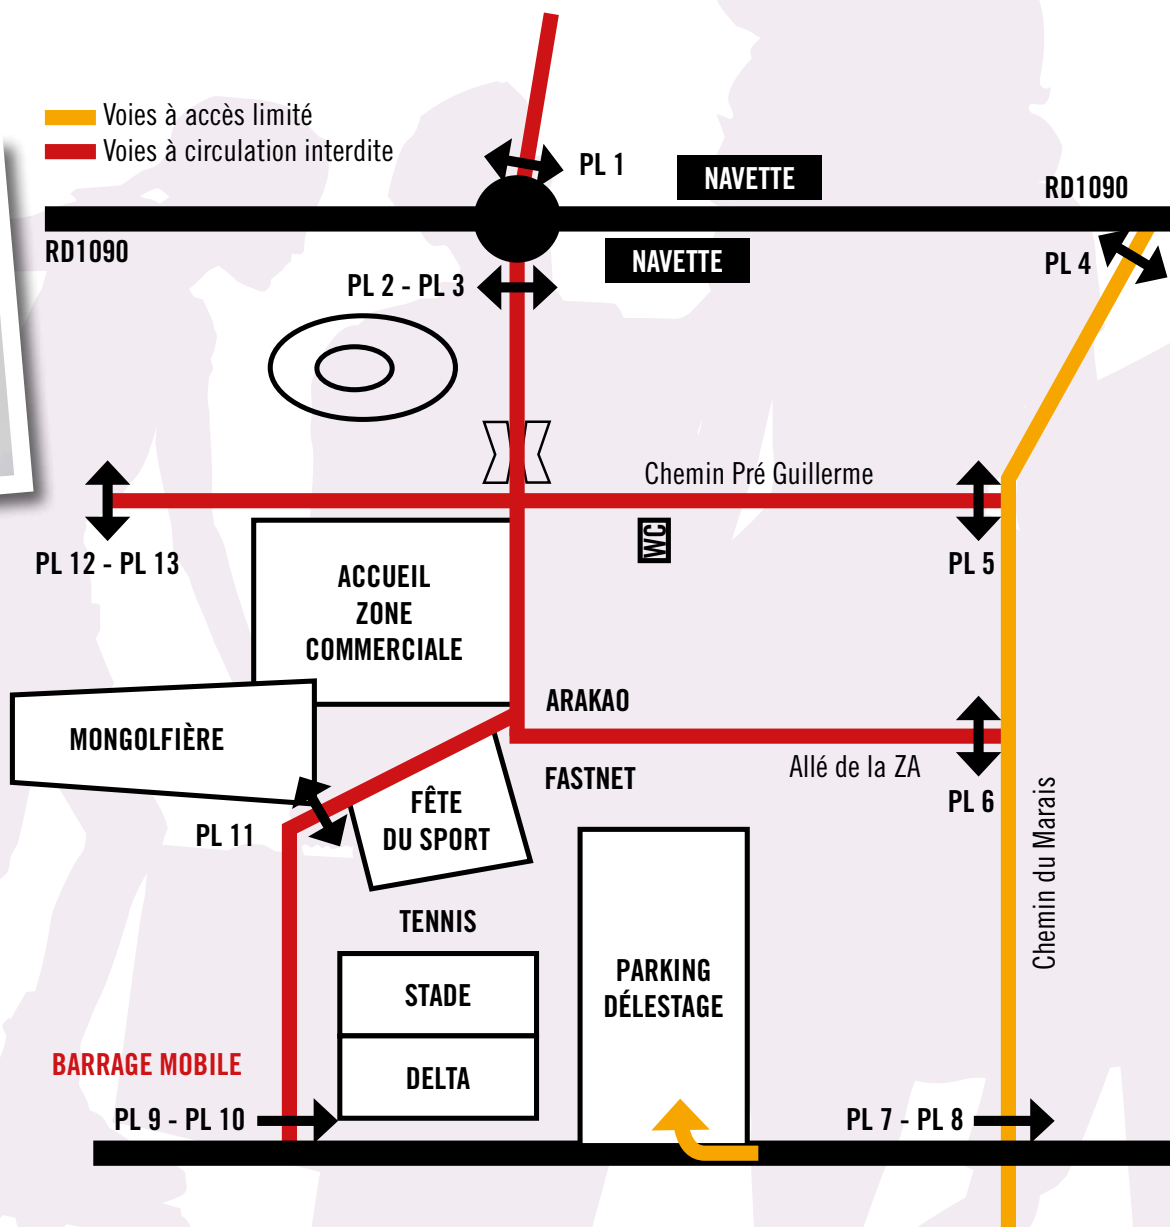 Voies à accès limité
Voies à circulation interdite
PL 1
NAVETTE
RD1090
RD1090
NAVETTE
PL 4
PL 2 - PL 3
Chemin Pré Guillerme
WC
PL 12 - PL 13
PL 5
ACCUEIL
ZONE
COMMERCIALE
ARAKAO
MONGOLFIÈRE
FASTNET
Allé de la ZA
PL 6
FÊTE
DU SPORT
PL 11
Chemin du Marais
TENNIS
PARKING
DÉLESTAGE
STADE
DELTA
BARRAGE MOBILE
PL 9 - PL 10
PL 7 - PL 8